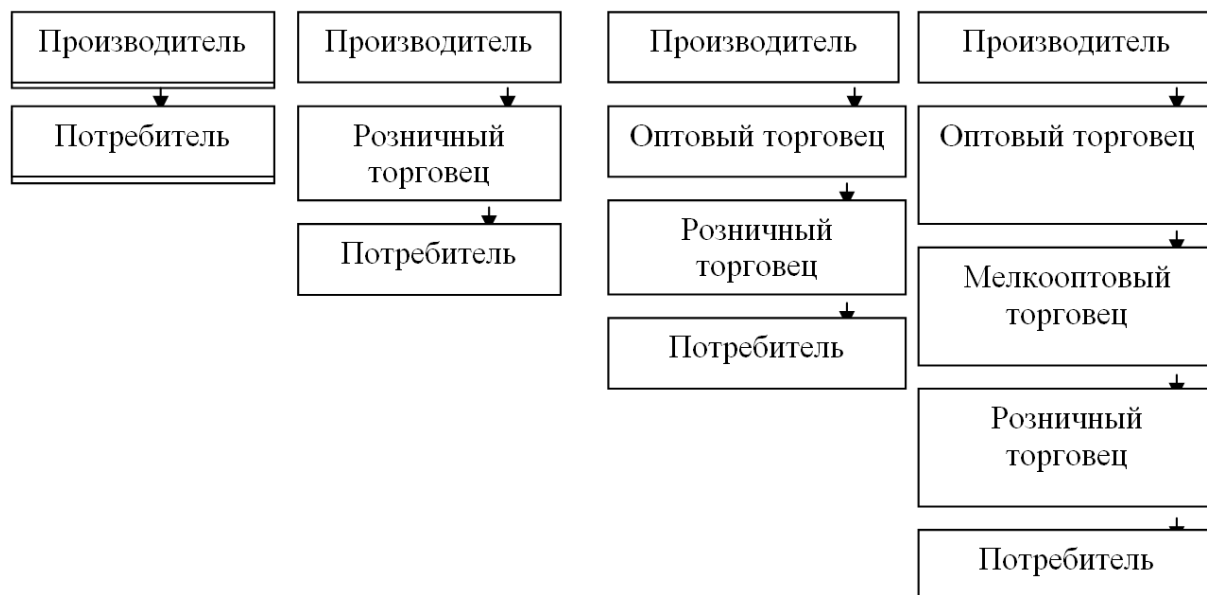 Производитель
Потребитель
Производитель
Розничный
торговец
Потребитель
Производитель
Оптовый торговец
Розничный
торговец
Потребитель
Производитель
Оптовый торговец
Мелкооптовый
торговец
Розничный
торговец
Потребитель